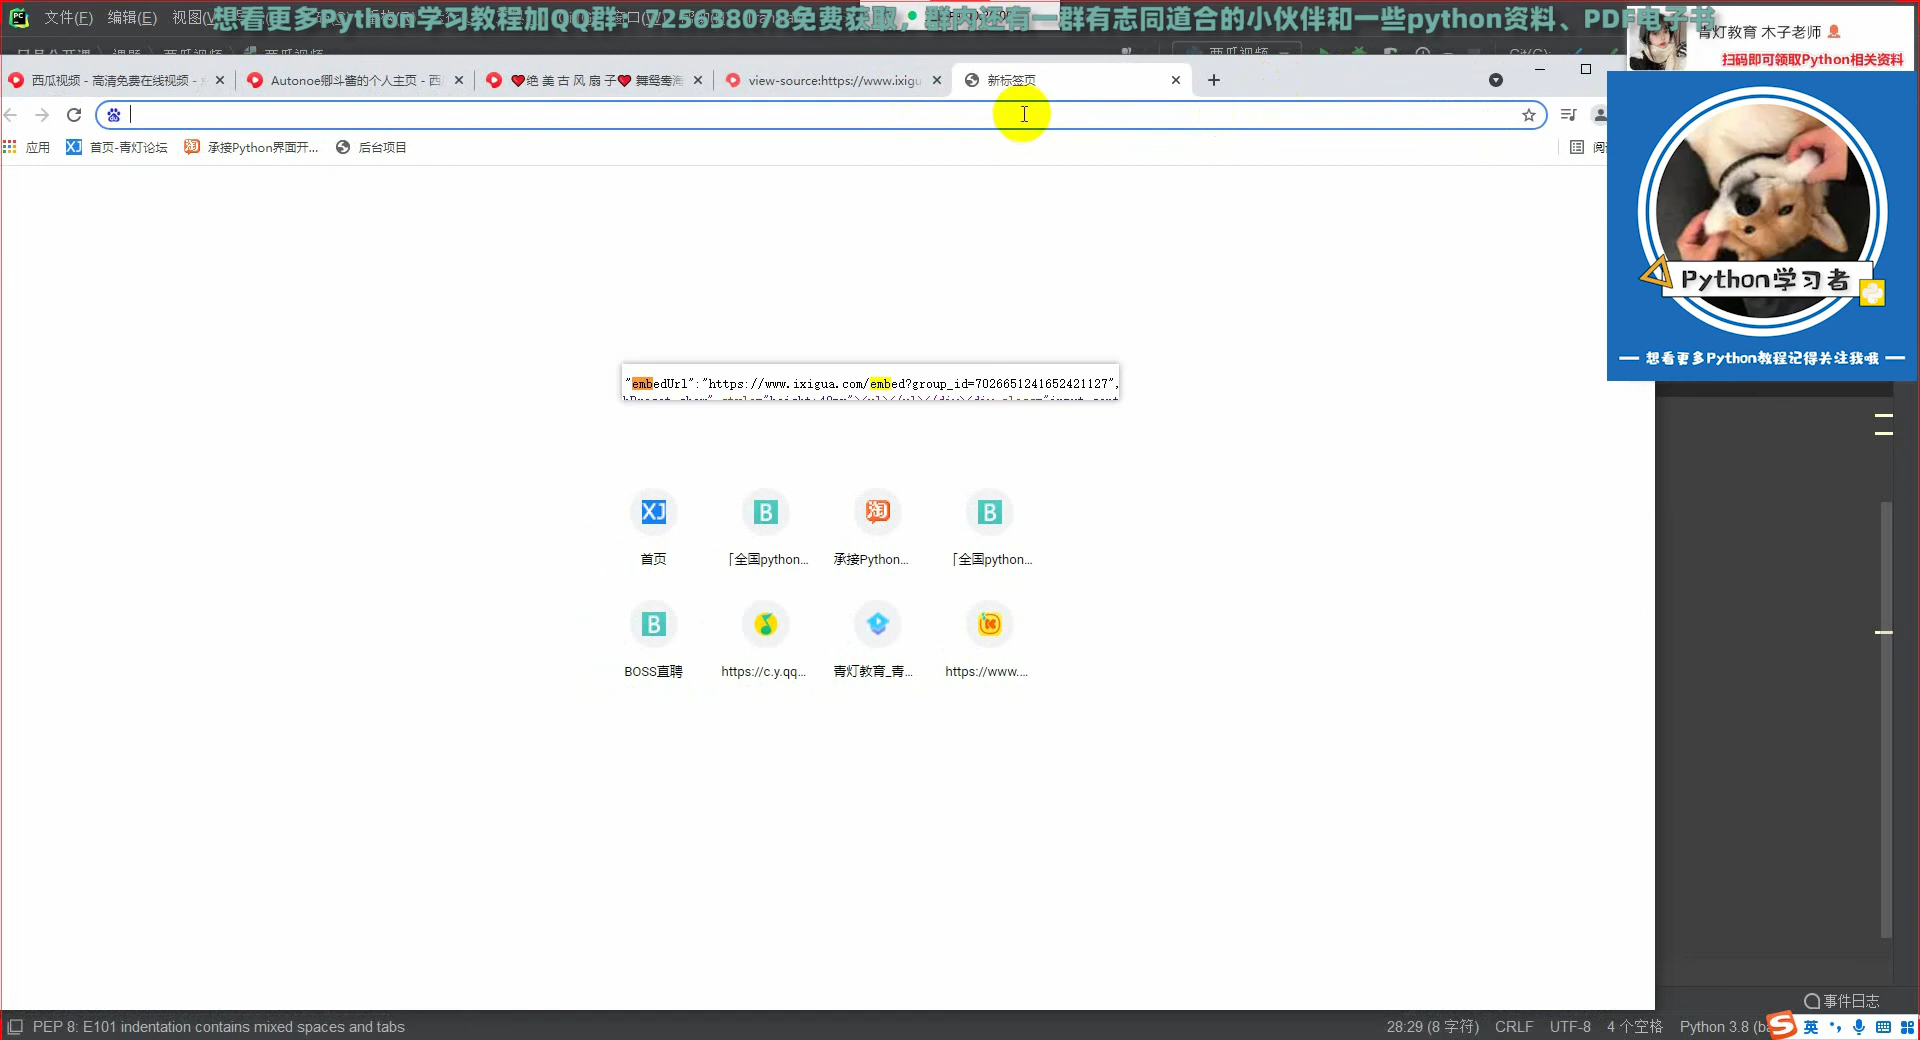 文件(F) 编辑(E) 视图(V)
想看更多Python学习教程加QQ群：725638078免费获取，群内还有一群有志同道合的小伙伴和一些python资料、PDF电子书
青灯教育 木子老师
扫码即可领取Python相关资料
西瓜视频 - 高清免费在线视频 -
Autonoe卿斗酱的个人主页 - 西
❤绝 美 古 风 扇 子❤ 舞鸳鸯
view-source:https://www.ixigu
新标签页
应用
首页-青灯论坛
承接Python界面开...
后台项目
Python学习者
想看更多Python教程记得关注我哦
"embedUrl":"https://www.ixigua.com/embed?group_id=7026651241652421127",
首页
「全国python...
承接Python...
「全国python...
BOSS直聘
https://c.y.qq...
青灯教育_青...
https://www....
事件日志
PEP 8: E101 indentation contains mixed spaces and tabs
28:29 (8 字符) CRLF UTF-8 4 个空格 Python 3.8
英